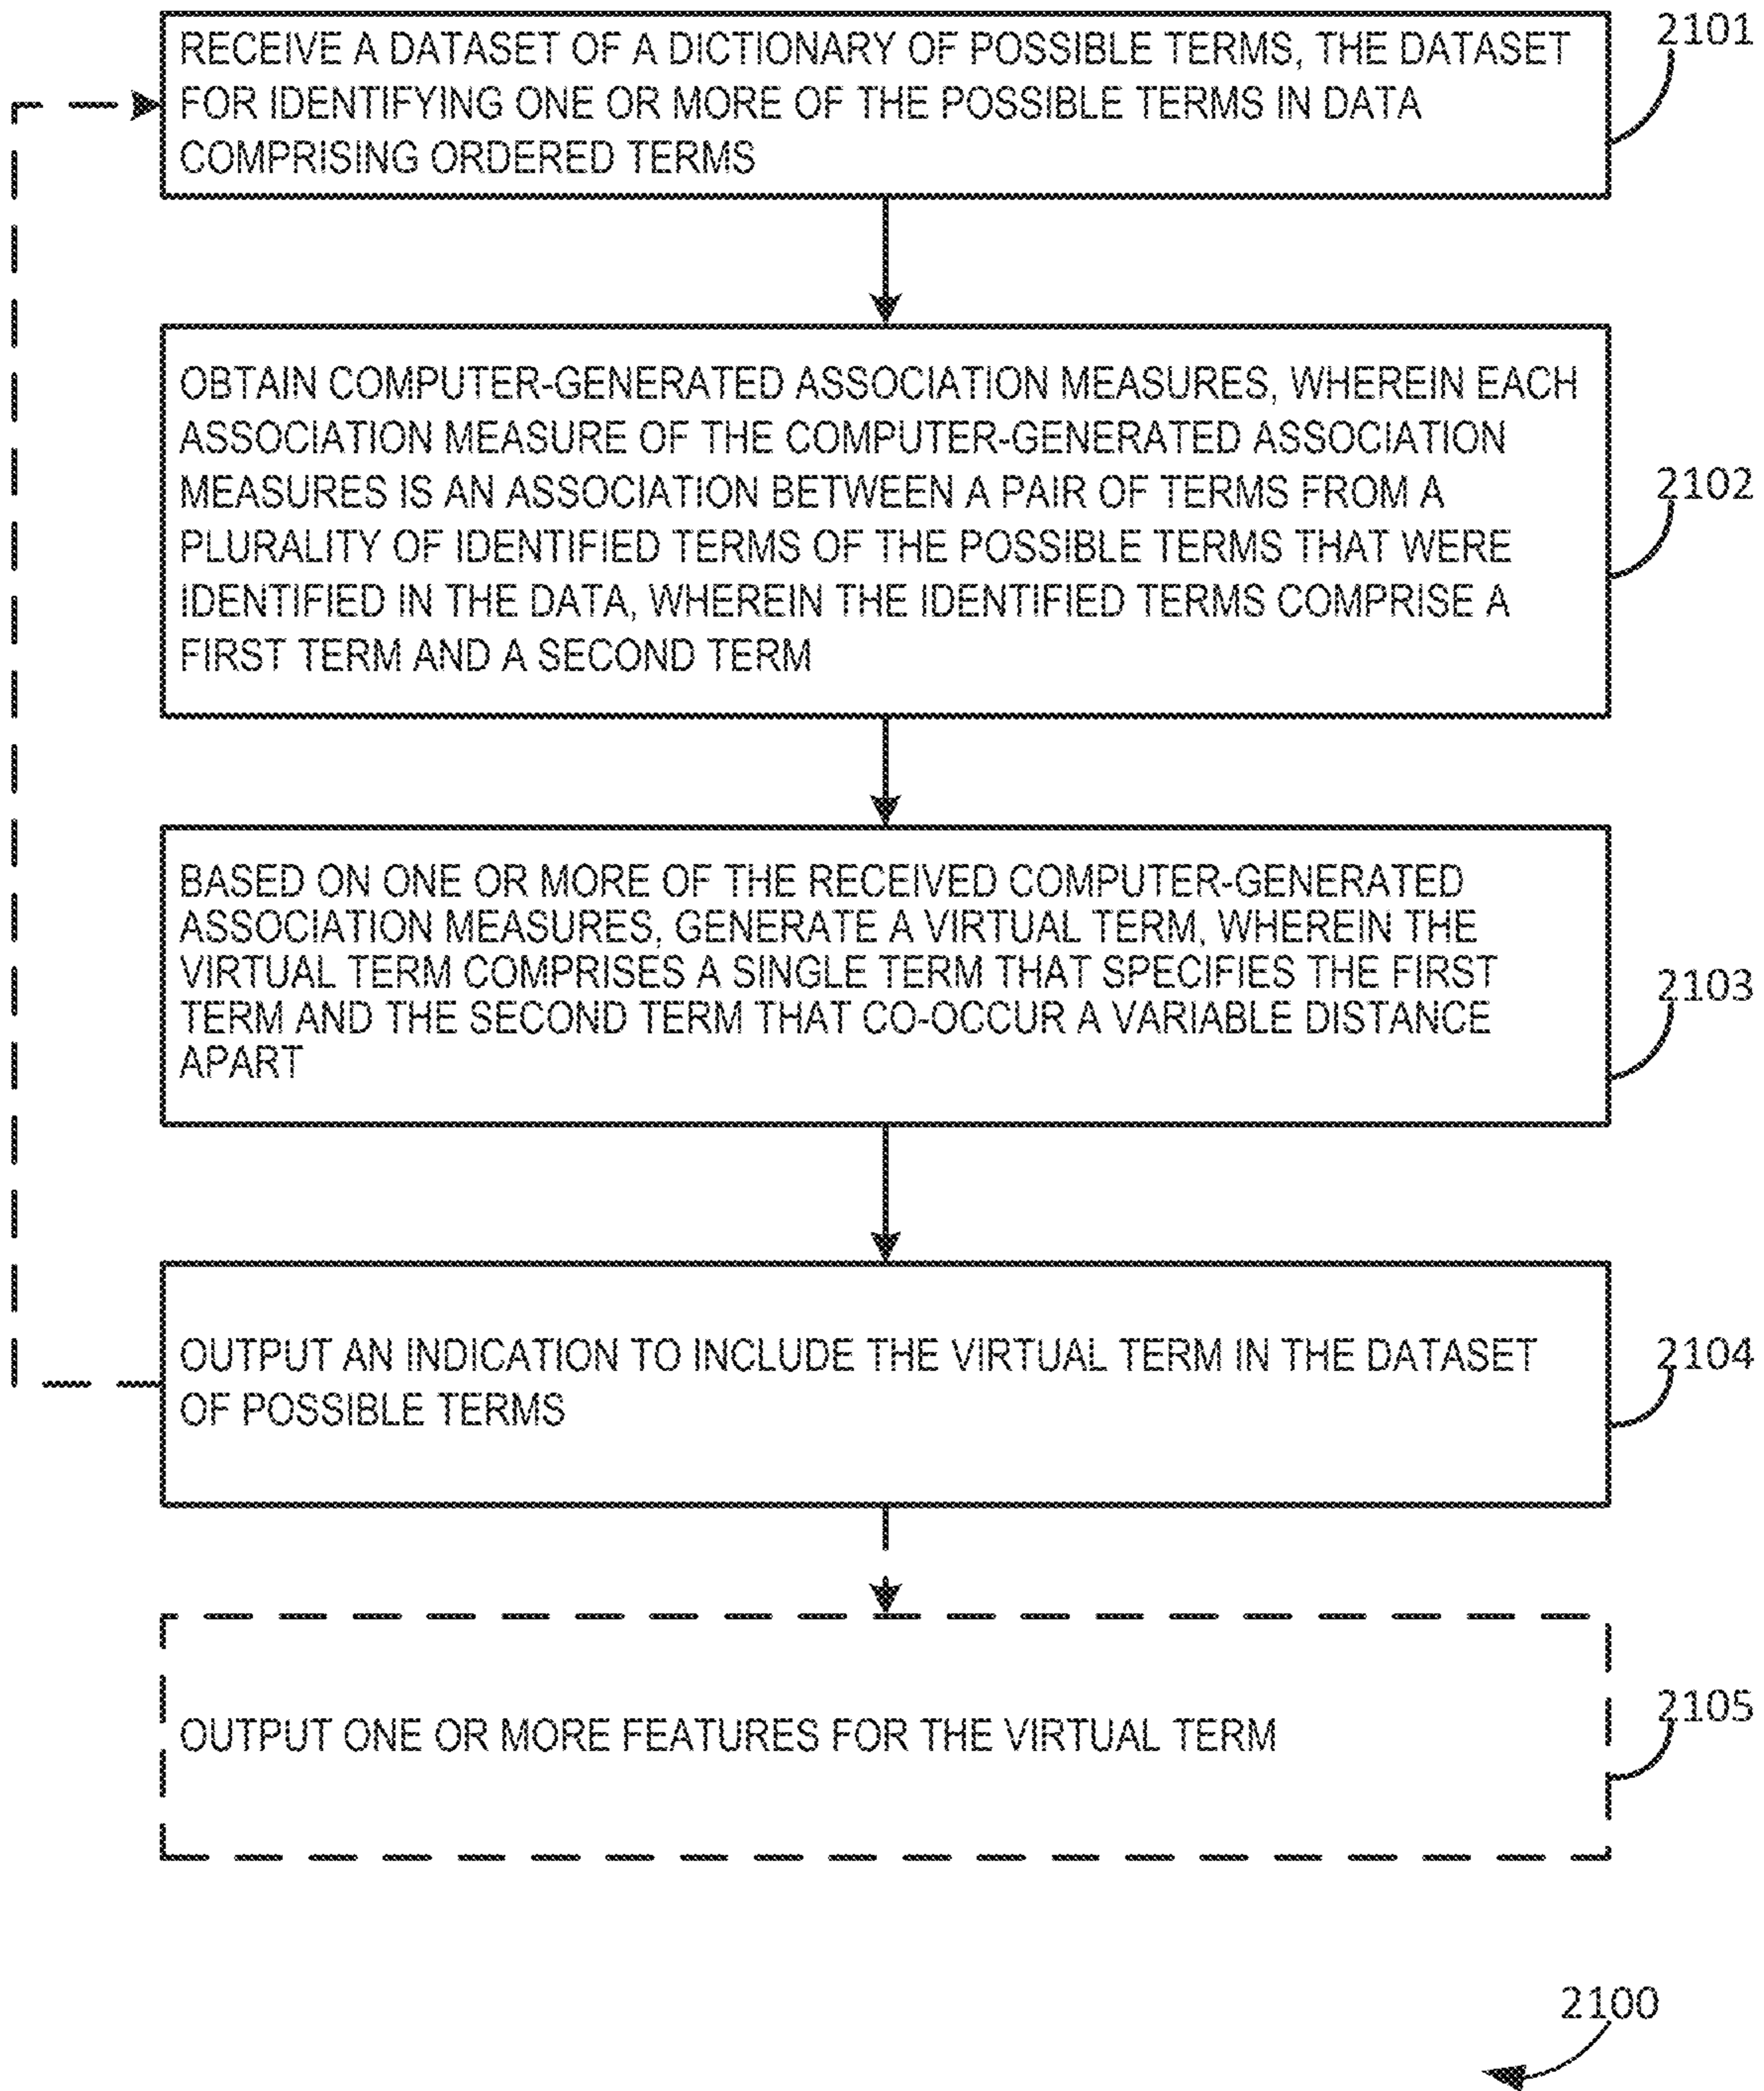 RECEIVE A DATASET OF A DICTIONARY OF POSSIBLE TERMS, THE DATASET
FOR IDENTIFYING ONE OR MORE OF THE POSSIBLE TERMS IN DATA
COMPRISING ORDERED TERMS
2101
OBTAIN COMPUTER-GENERATED ASSOCIATION MEASURES, WHEREIN EACH
ASSOCIATION MEASURE OF THE COMPUTER-GENERATED ASSOCIATION
MEASURES IS AN ASSOCIATION BETWEEN A PAIR OF TERMS FROM A
PLURALITY OF IDENTIFIED TERMS OF THE POSSIBLE TERMS THAT WERE
IDENTIFIED IN THE DATA, WHEREIN THE IDENTIFIED TERMS COMPRISE A
FIRST TERM AND A SECOND TERM
2102
BASED ON ONE OR MORE OF THE RECEIVED COMPUTER-GENERATED
ASSOCIATION MEASURES, GENERATE A VIRTUAL TERM, WHEREIN THE
VIRTUAL TERM COMPRISES A SINGLE TERM THAT SPECIFIES THE FIRST
TERM AND THE SECOND TERM THAT CO-OCCUR A VARIABLE DISTANCE
APART
2103
OUTPUT AN INDICATION TO INCLUDE THE VIRTUAL TERM IN THE DATASET
OF POSSIBLE TERMS
2104
OUTPUT ONE OR MORE FEATURES FOR THE VIRTUAL TERM
2105
2100